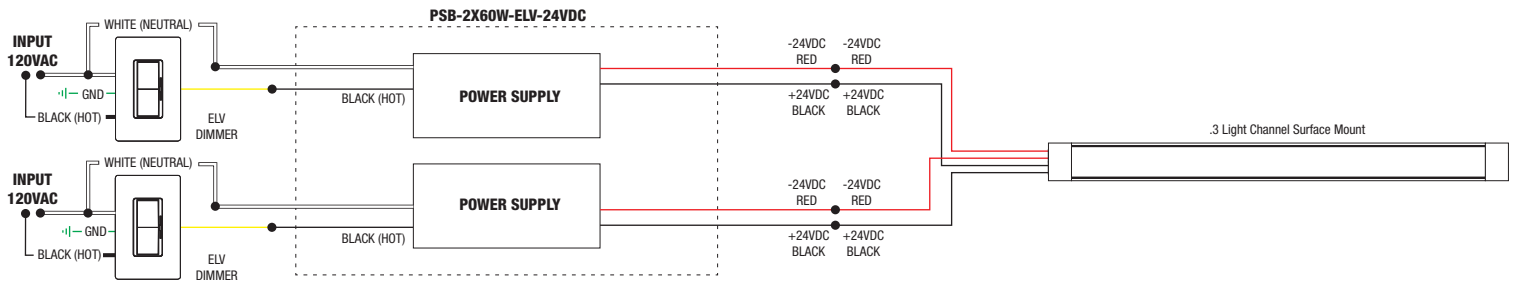 PSB-2X60W-ELV-24VDC
WHITE (NEUTRAL)
INPUT
120VAC
GND
BLACK (HOT)
ELV
DIMMER
BLACK (HOT)
POWER SUPPLY
-24VDC -24VDC
RED RED
+24VDC +24VDC
BLACK BLACK
.3 Light Channel Surface Mount
WHITE (NEUTRAL)
INPUT
120VAC
GND
BLACK (HOT)
ELV
DIMMER
BLACK (HOT)
POWER SUPPLY
-24VDC -24VDC
RED RED
+24VDC +24VDC
BLACK BLACK